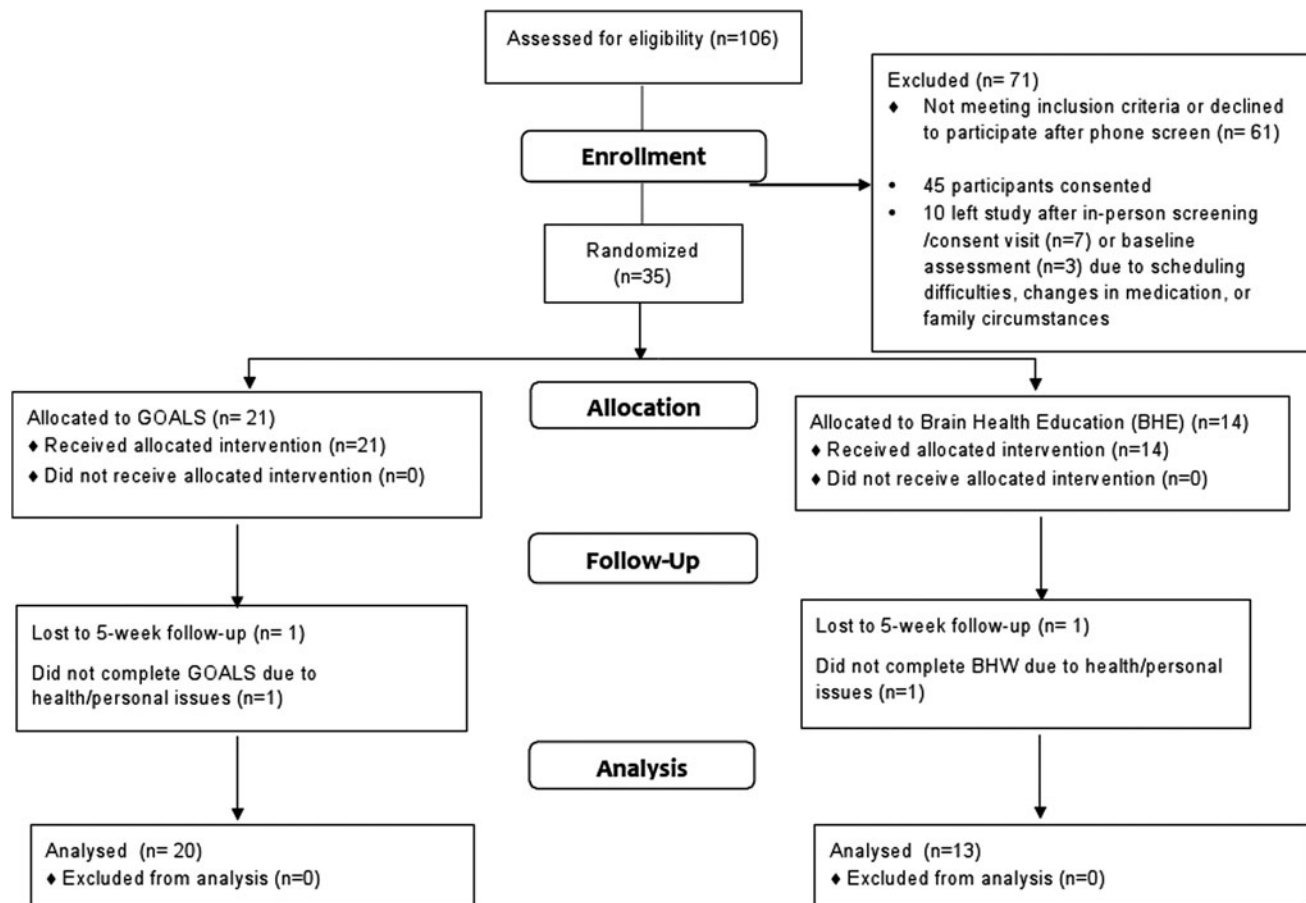 Assessed for eligibility (n=106)
Excluded (n= 71)
♦ Not meeting inclusion criteria or declined
to participate after phone screen (n= 61)
• 45 participants consented
• 10 left study after in-person screening
/consent visit (n=7) or baseline
assessment (n=3) due to scheduling
difficulties, changes in medication, or
family circumstances
Enrollment
Randomized
(n=35)
Allocation
Allocated to GOALS (n= 21)
♦ Received allocated intervention (n=21)
♦ Did not receive allocated intervention (n=0)
Allocated to Brain Health Education (BHE) (n=14)
♦ Received allocated intervention (n=14)
♦ Did not receive allocated intervention (n=0)
Follow-Up
Lost to 5-week follow-up (n= 1)
Did not complete GOALS due to
health/personal issues (n=1)
Lost to 5-week follow-up (n= 1)
Did not complete BHW due to health/personal
issues (n=1)
Analysis
Analysed (n= 20)
♦ Excluded from analysis (n=0)
Analysed (n=13)
♦ Excluded from analysis (n=0)